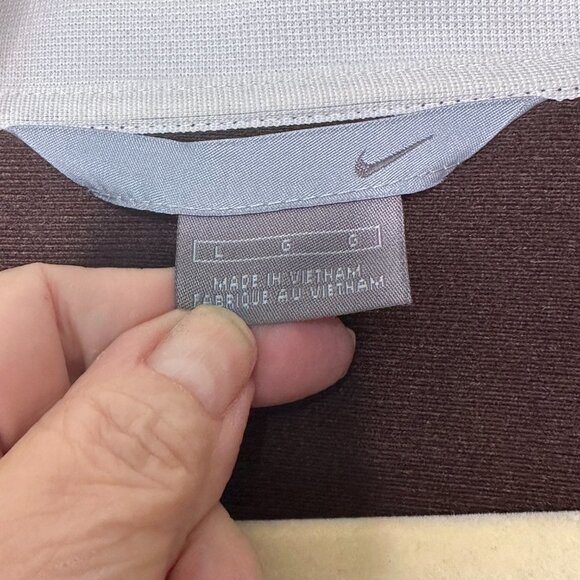 L G G
MADE IN VIETNAM
FABRIQUE AU VIETNAM